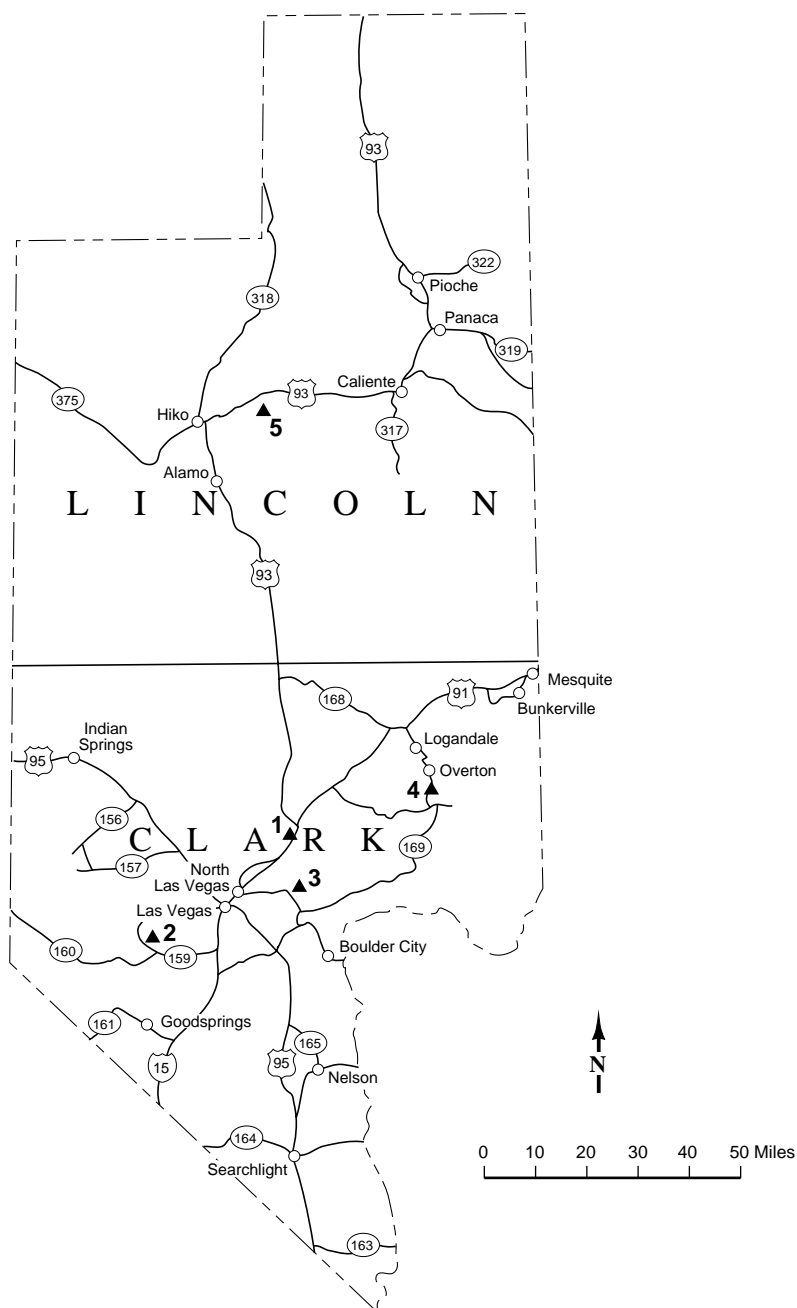 93
322
Pioche
318
Panaca
319
Caliente
93
375
Hiko
5
317
Alamo
LINCOLN
93
Mesquite
168
91
Bunkerville
Indian
Springs
Logandale
95
Overton
4
156
1
CLARK
169
157
North
Las Vegas
3
Las Vegas
2
Boulder City
160
159
161
Goodsprings
165
15
95
N
Nelson
164
0 10 20 30 40 50 Miles
Searchlight
163